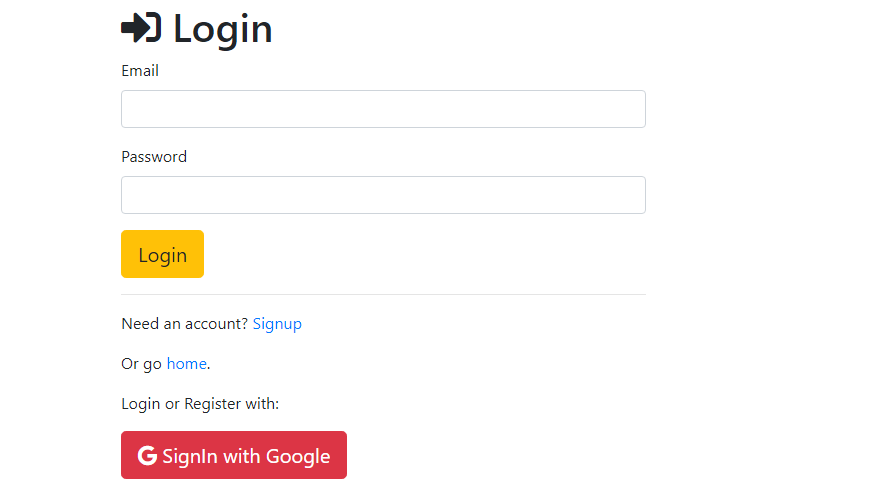 Login
Email
Password
Login
Need an account? Signup
Or go home.
Login or Register with:
SignIn with Google